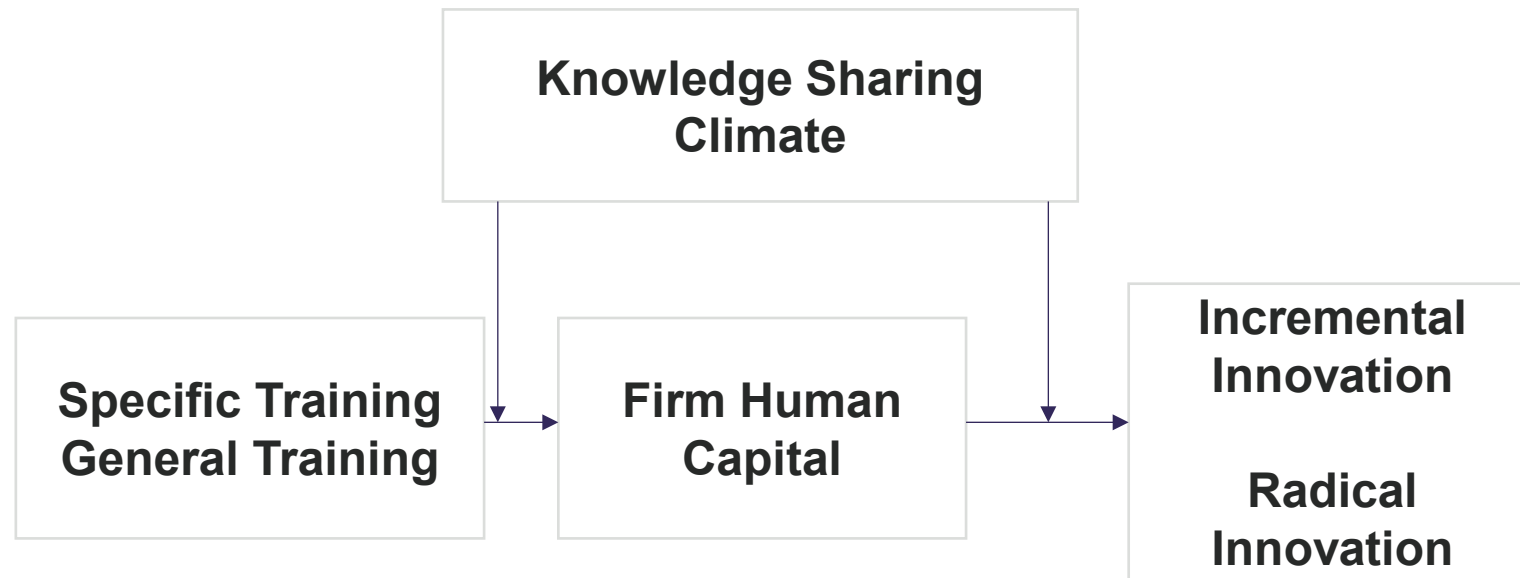 Knowledge Sharing
Climate
Specific Training
General Training
Firm Human
Capital
Incremental
Innovation
Radical
Innovation